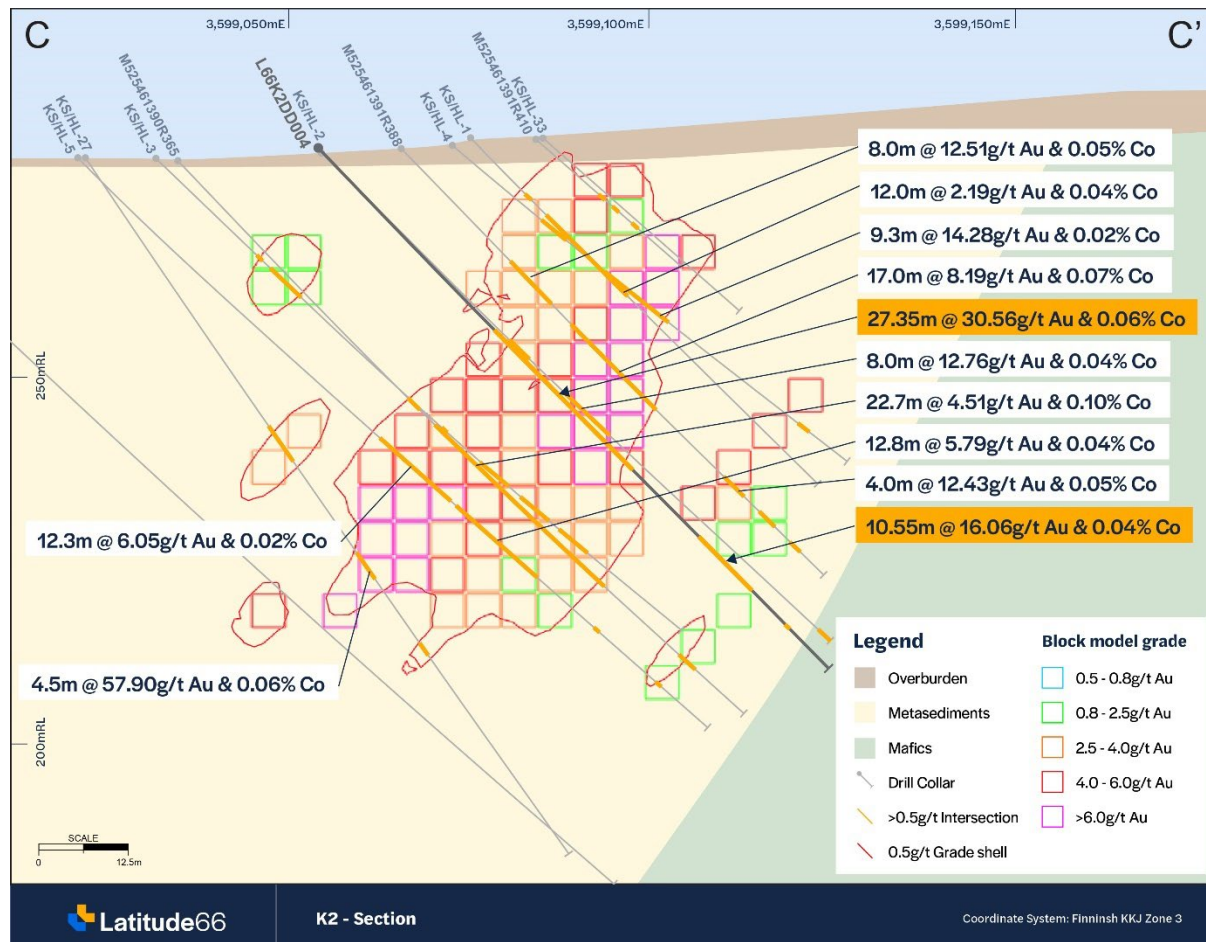 C
C'
3,599,050mE
3,599,100mE
3,599,150mE
KS/HL-5
KS/HL-27
KS/HL-3
M525461390R365
L66K2DD004
KS/HL-2
M525461391R388
KS/HL-4
KS/HL-1
M525461391R410
KS/HL-33
8.0m @ 12.51g/t Au & 0.05% Co
12.0m @ 2.19g/t Au & 0.04% Co
9.3m @ 14.28g/t Au & 0.02% Co
17.0m @ 8.19g/t Au & 0.07% Co
27.35m @ 30.56g/t Au & 0.06% Co
8.0m @ 12.76g/t Au & 0.04% Co
22.7m @ 4.51g/t Au & 0.10% Co
12.8m @ 5.79g/t Au & 0.04% Co
4.0m @ 12.43g/t Au & 0.05% Co
10.55m @ 16.06g/t Au & 0.04% Co
250mRL
12.3m @ 6.05g/t Au & 0.02% Co
4.5m @ 57.90g/t Au & 0.06% Co
200mRL
Legend
Overburden
Metasediments
Mafics
Drill Collar
>0.5g/t Intersection
0.5g/t Grade shell
Block model grade
0.5 - 0.8g/t Au
0.8 - 2.5g/t Au
2.5 - 4.0g/t Au
4.0 - 6.0g/t Au
>6.0g/t Au
SCALE
0 12.5m
Latitude66
K2 - Section
Coordinate System: Finninsh KKJ Zone 3